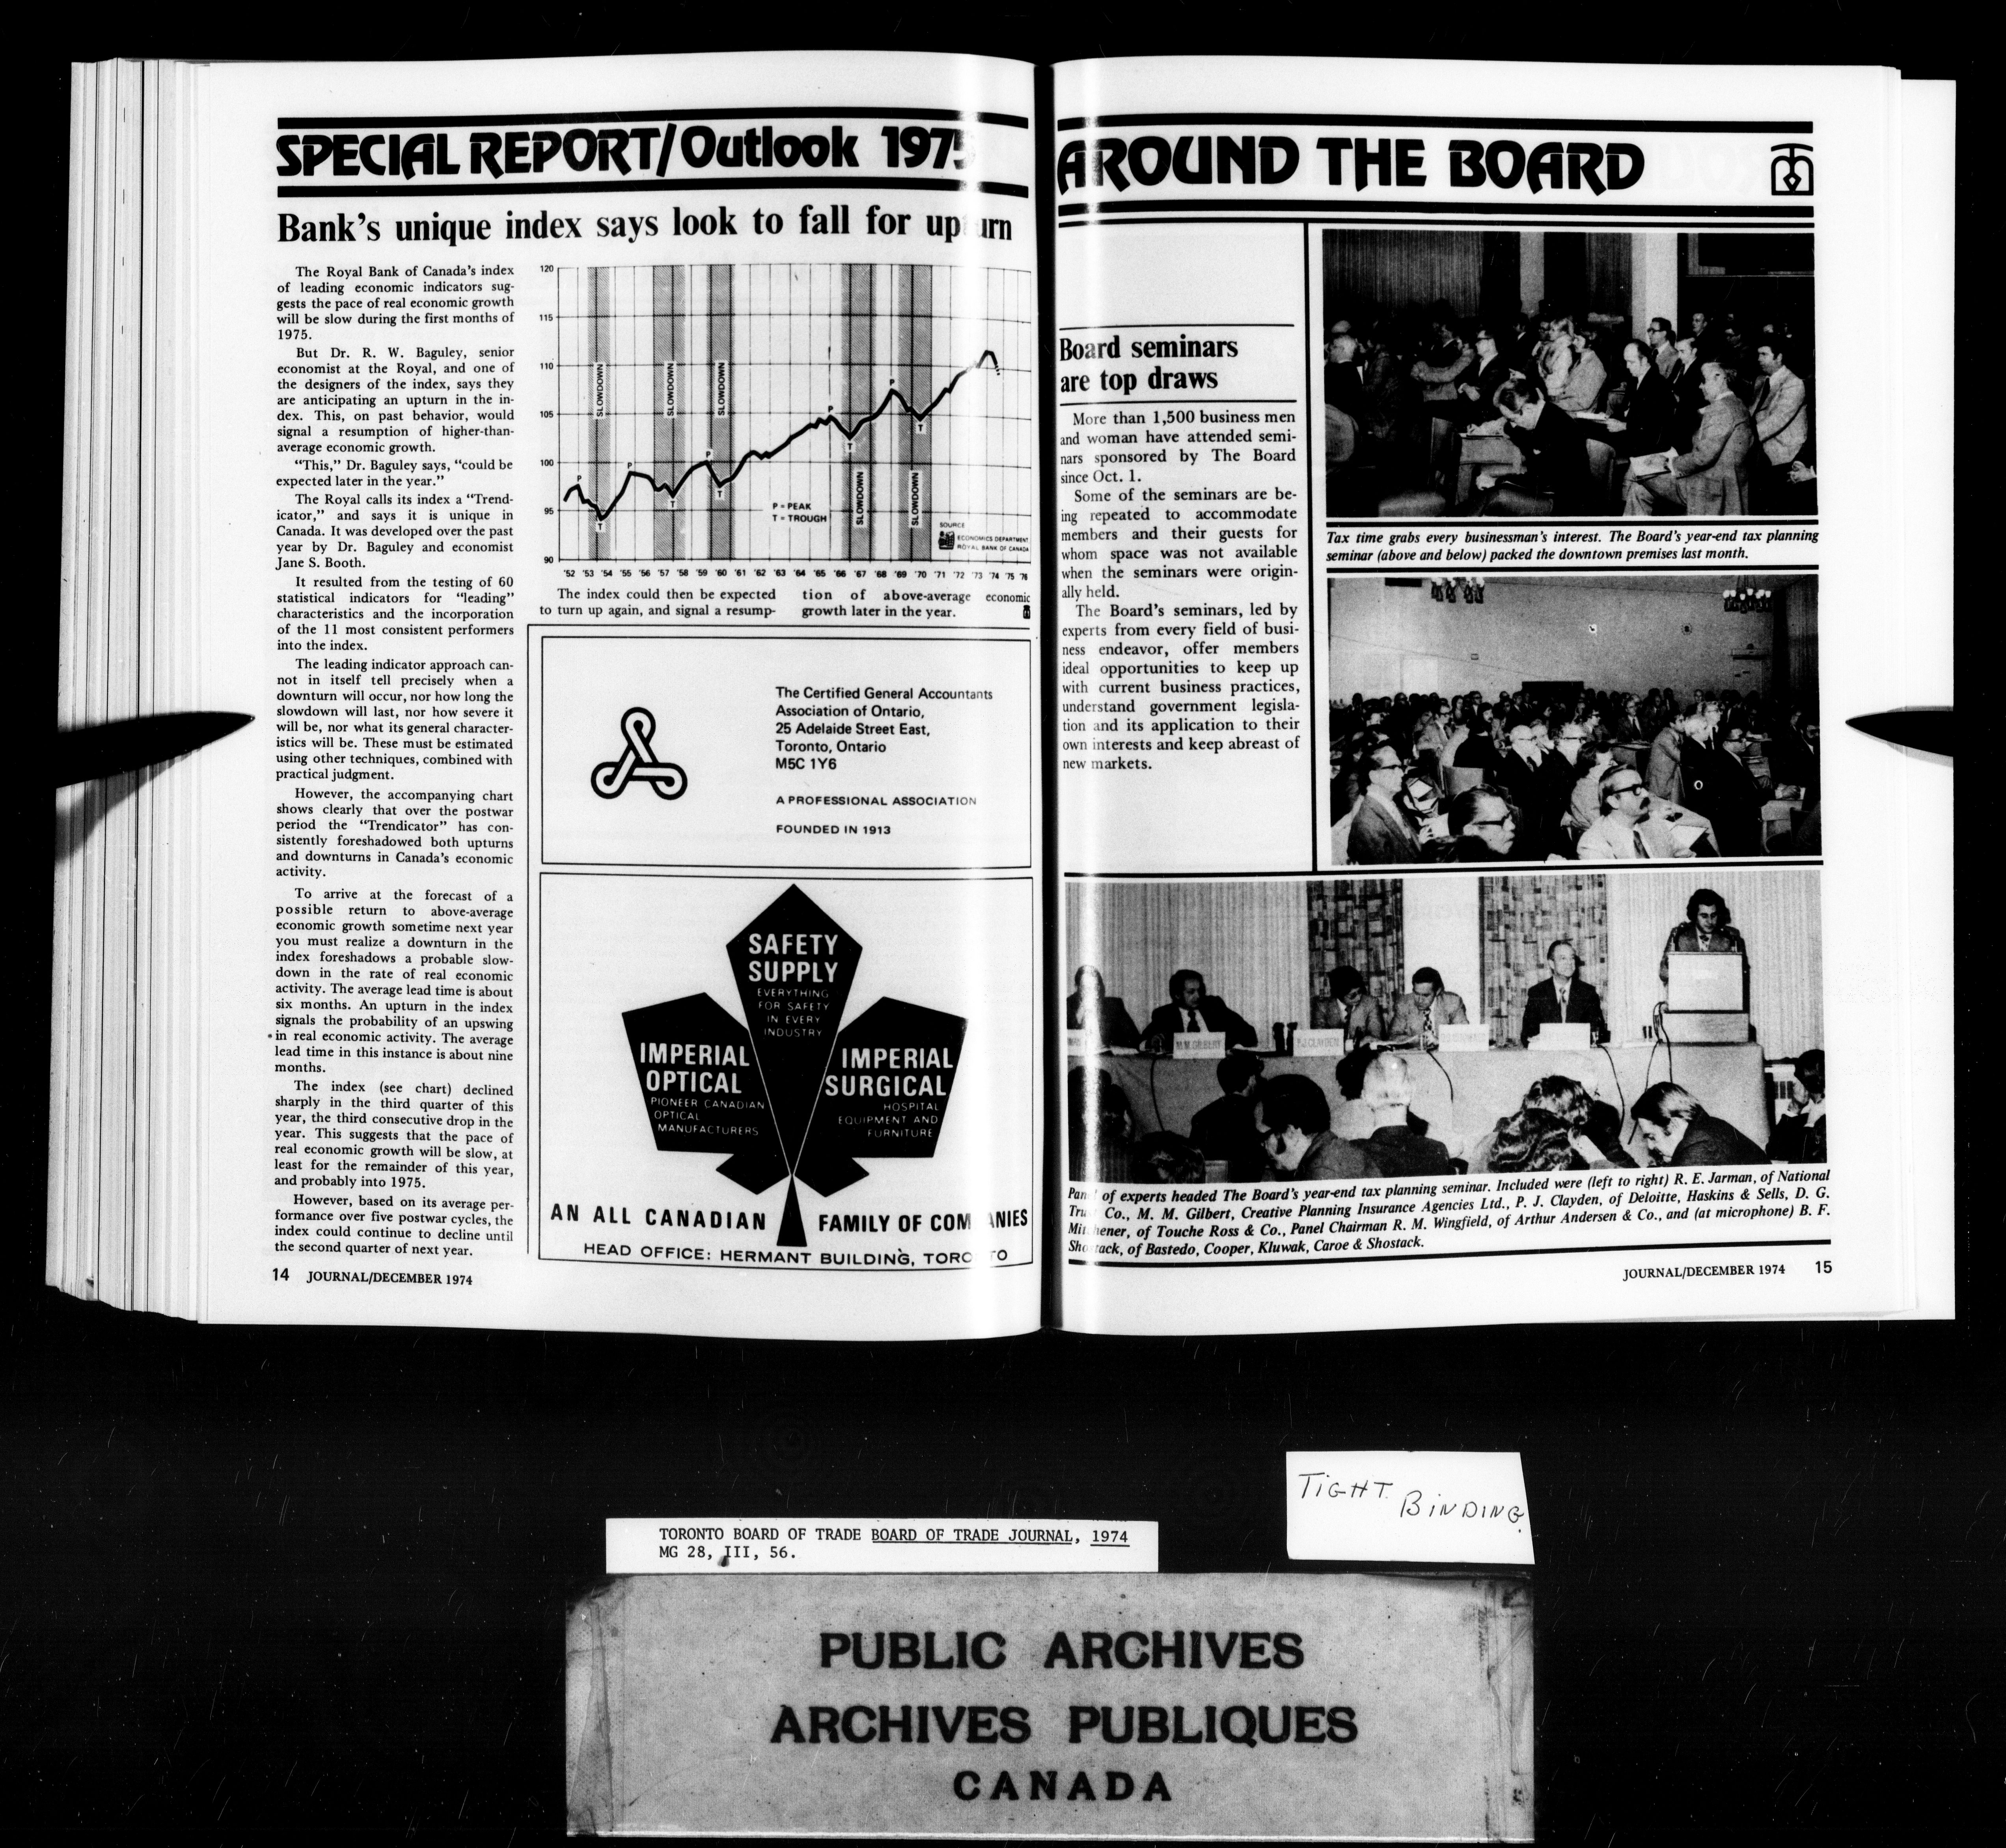 SPECIAL REPORT/Outlook 1975
Bank's unique index says look to fall for upturn
The Royal Bank of Canada's index
of leading economic indicators sug-
gests the pace of real economic growth
will be slow during the first months of
1975.
But Dr. R. W. Baguley, senior
economist at the Royal, and one of
the designers of the index, says they
are anticipating an upturn in the in-
dex. This, on past behavior, would
signal a resumption of higher-than-
average economic growth.
"This," Dr. Baguley says, "could be
expected later in the year."
The Royal calls its index a "Trend-
icator," and says it is unique in
Canada. It was developed over the past
year by Dr. Baguley and economist
Jane S. Booth.
It resulted from the testing of 60
statistical indicators for "leading"
characteristics and the incorporation
of the 11 most consistent performers
into the index.
The leading indicator approach can-
not in itself tell precisely when a
downturn will occur, nor how long the
slowdown will last, nor how severe it
will be, nor what its general character-
istics will be. These must be estimated
using other techniques, combined with
practical judgment.
However, the accompanying chart
shows clearly that over the postwar
period the "Trendicator" has con-
sistently foreshadowed both upturns
and downturns in Canada's economic
activity.
To arrive at the forecast of a
possible return to above-average
economic growth sometime next year
you must realize a downturn in the
index foreshadows a probable slow-
down in the rate of real economic
activity. The average lead time is about
six months. An upturn in the index
signals the probability of an upswing
in real economic activity. The average
lead time in this instance is about nine
months.
The index (see chart) declined
sharply in the third quarter of this
year, the third consecutive drop in the
year. This suggests that the pace of
real economic growth will be slow, at
least for the remainder of this year,
and probably into 1975.
However, based on its average per-
formance over five postwar cycles, the
index could continue to decline until
the second quarter of next year.
120
115
110
105
100
95
90
SLOWDOWN
SLOWDOWN
SLOWDOWN
SLOWDOWN
SLOWDOWN
P
T
P
T
P
T
P
T
P
T
P = PEAK
T = TROUGH
SOURCE
ECONOMICS DEPARTMENT
ROYAL BANK OF CANADA
'52 '53 '54 '55 '56 '57 '58 '59 '60 '61 '62 '63 '64 '65 '66 '67 '68 '69 '70 '71 '72 '73 '74 '75 '76
The index could then be expected
to turn up again, and signal a resump-
tion of above-average economic
growth later in the year.
The Certified General Accountants
Association of Ontario,
25 Adelaide Street East,
Toronto, Ontario
M5C 1Y6
A PROFESSIONAL ASSOCIATION
FOUNDED IN 1913
SAFETY
SUPPLY
EVERYTHING
FOR SAFETY
IN EVERY
INDUSTRY
IMPERIAL
OPTICAL
PIONEER CANADIAN
OPTICAL
MANUFACTURERS
IMPERIAL
SURGICAL
HOSPITAL
EQUIPMENT AND
FURNITURE
AN ALL CANADIAN FAMILY OF COMPANIES
HEAD OFFICE: HERMANT BUILDING, TORONTO
14 JOURNAL/DECEMBER 1974
AROUND THE BOARD
Board seminars
are top draws
More than 1,500 business men
and woman have attended semi-
nars sponsored by The Board
since Oct. 1.
Some of the seminars are be-
ing repeated to accommodate
members and their guests for
whom space was not available
when the seminars were origin-
ally held.
The Board's seminars, led by
experts from every field of busi-
ness endeavor, offer members
ideal opportunities to keep up
with current business practices,
understand government legisla-
tion and its application to their
own interests and keep abreast of
new markets.
Tax time grabs every businessman's interest. The Board's year-end tax planning
seminar (above and below) packed the downtown premises last month.
M.M. GILBERT
P.J. CLAYDEN
Panel of experts headed The Board's year-end tax planning seminar. Included were (left to right) R. E. Jarman, of National
Trust Co., M. M. Gilbert, Creative Planning Insurance Agencies Ltd., P. J. Clayden, of Deloitte, Haskins & Sells, D. G.
Mitchener, of Touche Ross & Co., Panel Chairman R. M. Wingfield, of Arthur Andersen & Co., and (at microphone) B. F.
Shostack, of Bastedo, Cooper, Kluwak, Caroe & Shostack.
JOURNAL/DECEMBER 1974 15
TIGHT BINDING
TORONTO BOARD OF TRADE BOARD OF TRADE JOURNAL, 1974
MG 28, III, 56.
PUBLIC ARCHIVES
ARCHIVES PUBLIQUES
CANADA